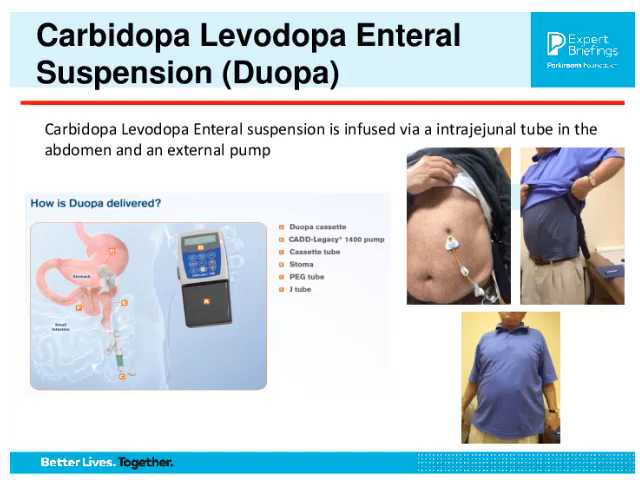 Carbidopa Levodopa Enteral
Suspension (Duopa)
Expert
Briefings
Parkinson's Foundation
Carbidopa Levodopa Enteral suspension is infused via a intrajejunal tube in the
abdomen and an external pump
How is Duopa delivered?
Duopa cassette
CADD-Legacy® 1400 pump
Cassette tube
Stoma
PEG tube
J tube
Stomach
Small
intestine
Better Lives. Together.